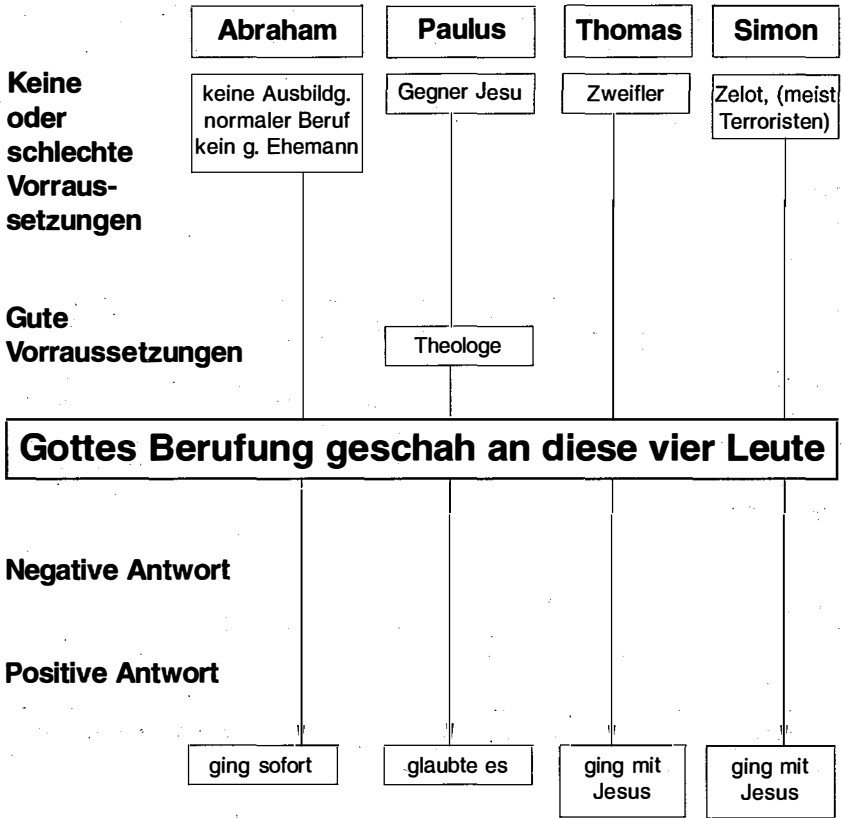 Abraham
Paulus
Thomas
Simon
Keine
oder
schlechte
Vorraus-
setzungen
keine Ausbildg.
normaler Beruf
kein g. Ehemann
Gegner Jesu
Zweifler
Zelot, (meist
Terroristen)
Gute
Vorraussetzungen
Theologe
Gottes Berufung geschah an diese vier Leute
Negative Antwort
Positive Antwort
ging sofort
glaubte es
ging mit
Jesus
ging mit
Jesus